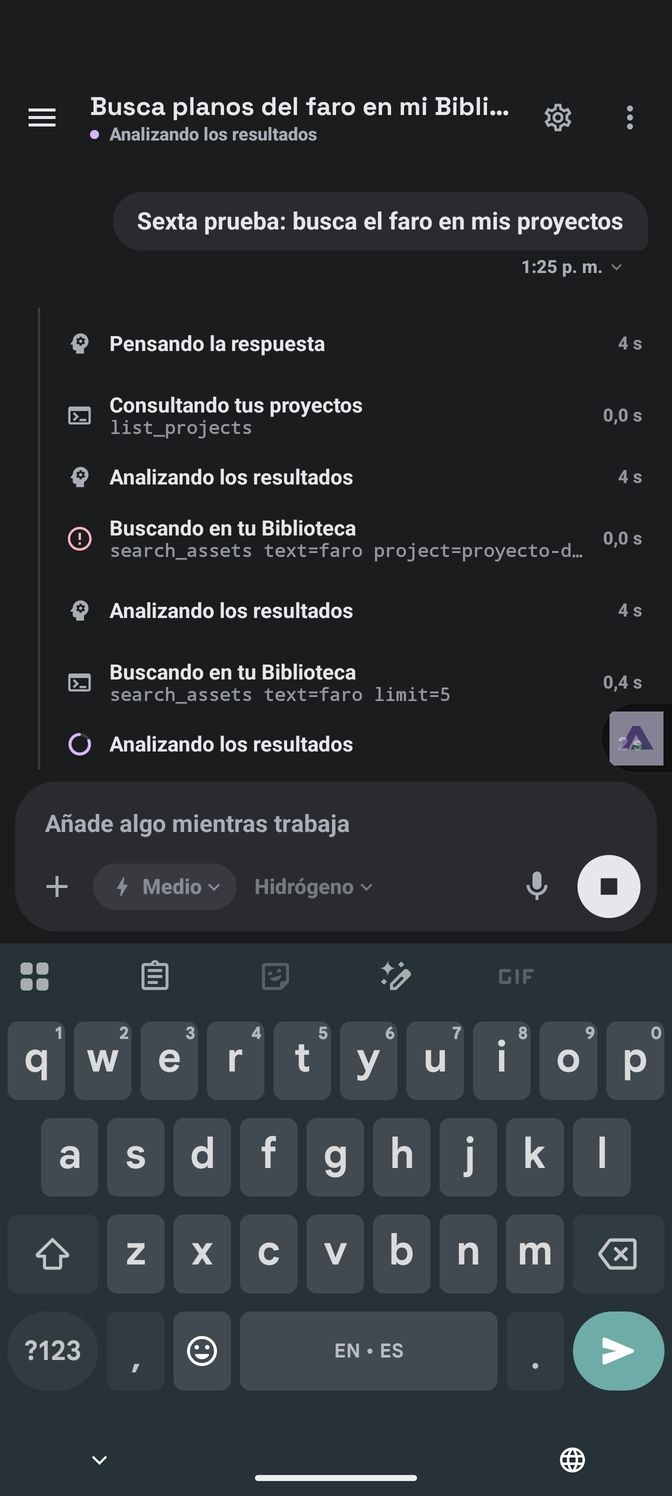 Busca planos del faro en mi Bibli...
Analizando los resultados
Sexta prueba: busca el faro en mis proyectos
1:25 p. m.
Pensando la respuesta 4 s
Consultando tus proyectos 0,0 s
list_projects
Analizando los resultados 4 s
Buscando en tu Biblioteca 0,0 s
search_assets text=faro project=proyecto-d…
Analizando los resultados 4 s
Buscando en tu Biblioteca 0,4 s
search_assets text=faro limit=5
Analizando los resultados
Añade algo mientras trabaja
Medio Hidrógeno
GIF
1 2 3 4 5 6 7 8 9 0
q w e r t y u i o p
a s d f g h j k l
z x c v b n m
?123 , EN • ES .